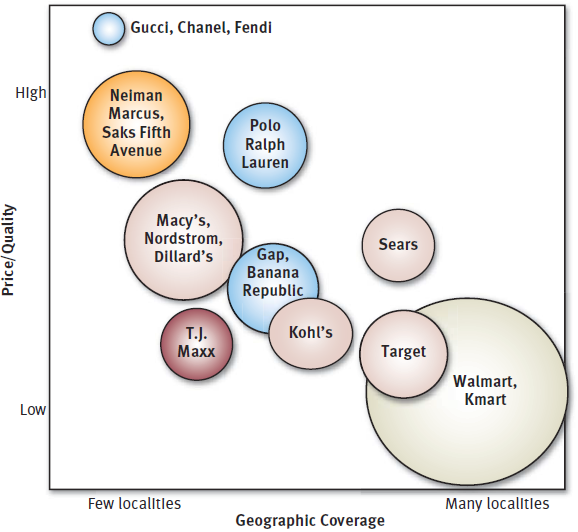 Gucci, Chanel, Fendi
High
Neiman
Marcus,
Saks Fifth
Avenue
Polo
Ralph
Lauren
Macy's,
Nordstrom,
Dillard's
Sears
Price/Quality
Gap,
Banana
Republic
T.J.
Maxx
Kohl's
Target
Walmart,
Kmart
Low
Few localities
Many localities
Geographic Coverage